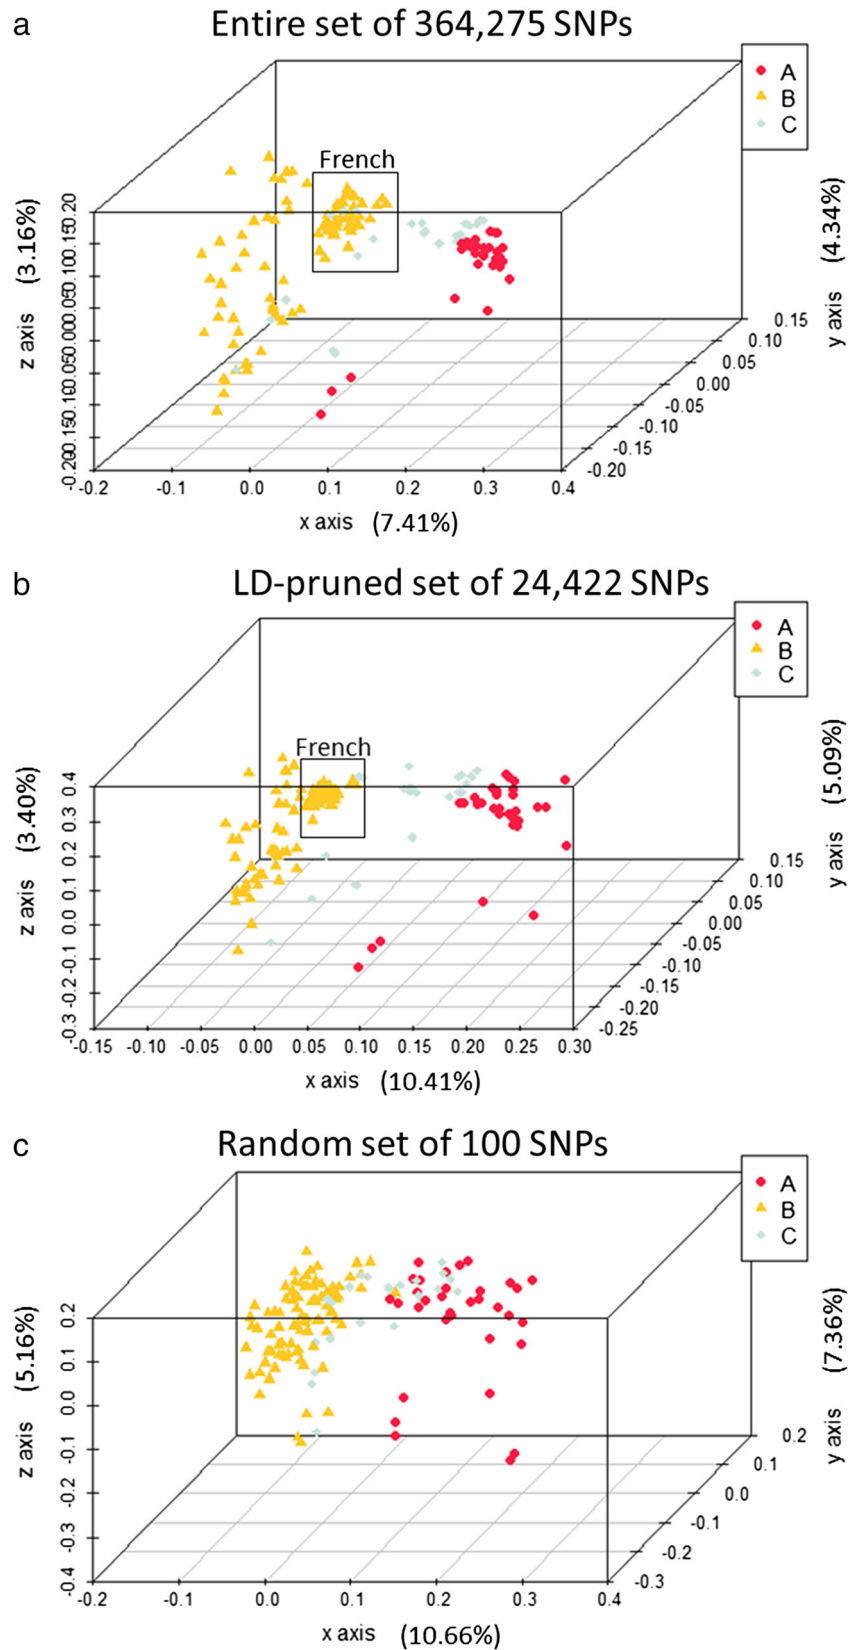 a
Entire set of 364,275 SNPs
A
B
C
French
z axis (3.16%)
(4.34%)
y axis
0.15
0.10
0.05
0.00
-0.05
-0.10
-0.15
-0.20
-0.2 -0.1 0.0 0.1 0.2 0.3 0.4
x axis (7.41%)
b
LD-pruned set of 24,422 SNPs
A
B
C
French
z axis (3.40%)
0.4
0.3
0.2
0.1
0.0
-0.1
-0.2
-0.3
(5.09%)
y axis
0.15
0.10
0.05
0.00
-0.05
-0.10
-0.15
-0.20
-0.25
-0.15 -0.10 -0.05 0.00 0.05 0.10 0.15 0.20 0.25 0.30
x axis (10.41%)
c
Random set of 100 SNPs
A
B
C
z axis (5.16%)
0.2
0.1
0.0
-0.1
-0.2
-0.3
-0.4
(7.36%)
y axis
0.2
0.1
0.0
-0.1
-0.2
-0.3
-0.2 -0.1 0.0 0.1 0.2 0.3 0.4
x axis (10.66%)